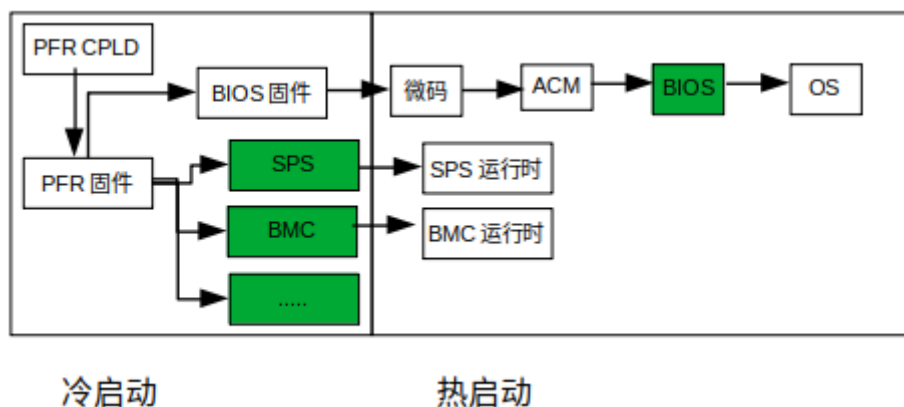 PFR CPLD
BIOS 固件
微码
ACM
BIOS
OS
PFR 固件
SPS
SPS 运行时
BMC
BMC 运行时
.....
冷启动
热启动